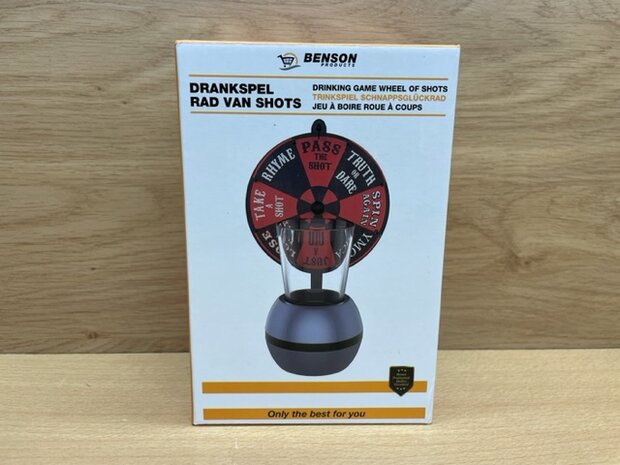 BENSON
PRODUCTS
DRANKSPEL
RAD VAN SHOTS
DRINKING GAME WHEEL OF SHOTS
TRINKSPIEL SCHNAPPSGLÜCKRAD
JEU À BOIRE ROUE À COUPS
PASS
THE
SHOT
TRUTH
OR
DARE
SPIN
AGAIN
RHYME
TAKE
A
SHOT
JUST
A
Only the best for you